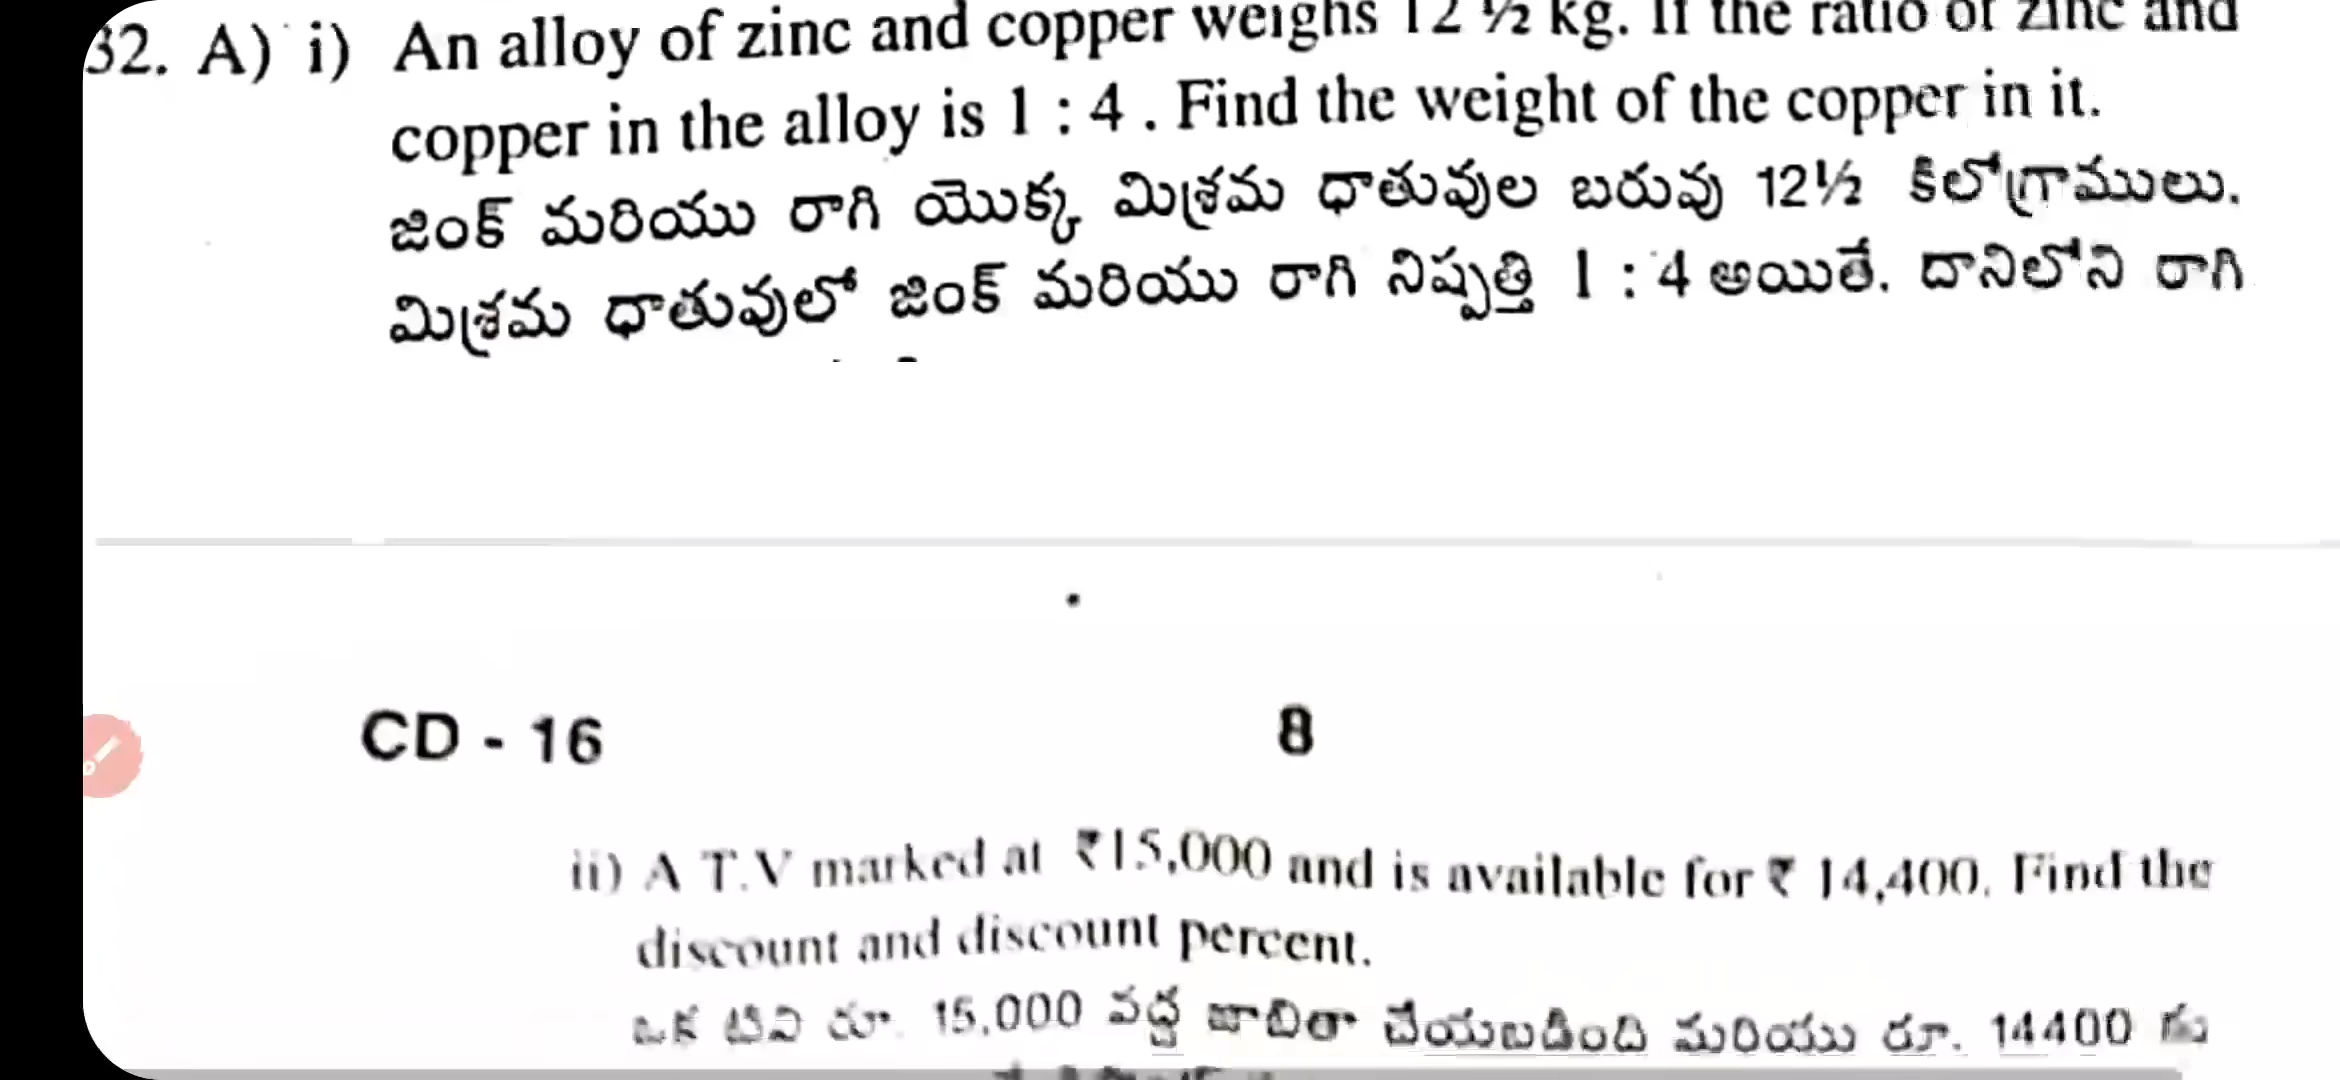 32. A) i) An alloy of zinc and copper weighs 12 ½ kg. If the ratio of zinc and
copper in the alloy is 1 : 4 . Find the weight of the copper in it.
జింక్ మరియు రాగి యొక్క మిశ్రమ ధాతువుల బరువు 12½ కిలోగ్రాములు.
మిశ్రమ ధాతువులో జింక్ మరియు రాగి నిష్పత్తి 1 : 4 అయితే. దానిలోని రాగి
CD - 16 8
ii) A T.V marked at ₹15,000 and is available for ₹ 14,400. Find the
discount and discount percent.
ఒక టివి రూ. 15,000 వద్ద జాబితా చేయబడింది మరియు రూ. 14400 కు